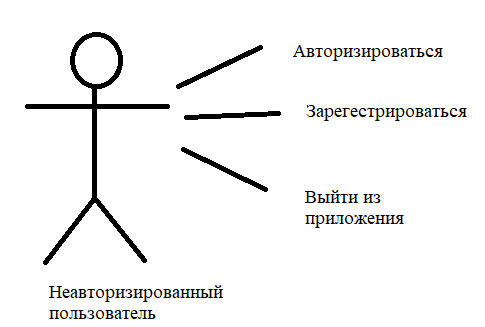 Авторизироваться
Зарегестрироваться
Выйти из
приложения
Неавторизированный
пользователь